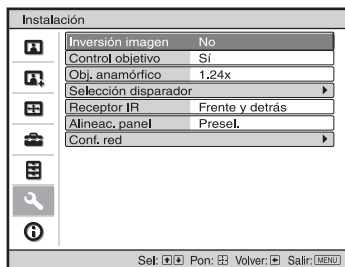 Instalación
Inversión imagen No
Control objetivo Sí
Obj. anamórfico 1.24x
Selección disparador
Receptor IR Frente y detrás
Alineac. panel Presel.
Conf. red
Sel: Pon: Volver: Salir: MENU